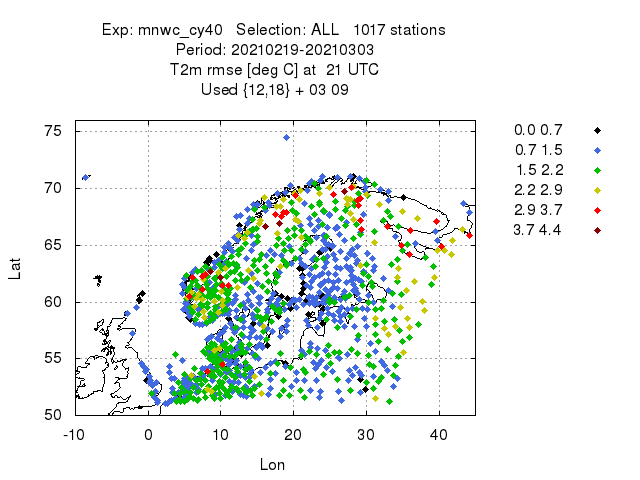 Exp: mnwc_cy40 Selection: ALL 1017 stations
Period: 20210219-20210303
T2m rmse [deg C] at 21 UTC
Used {12,18} + 03 09
0.0 0.7
0.7 1.5
1.5 2.2
2.2 2.9
2.9 3.7
3.7 4.4
75
70
65
60
55
50
Lat
-10 0 10 20 30 40
Lon